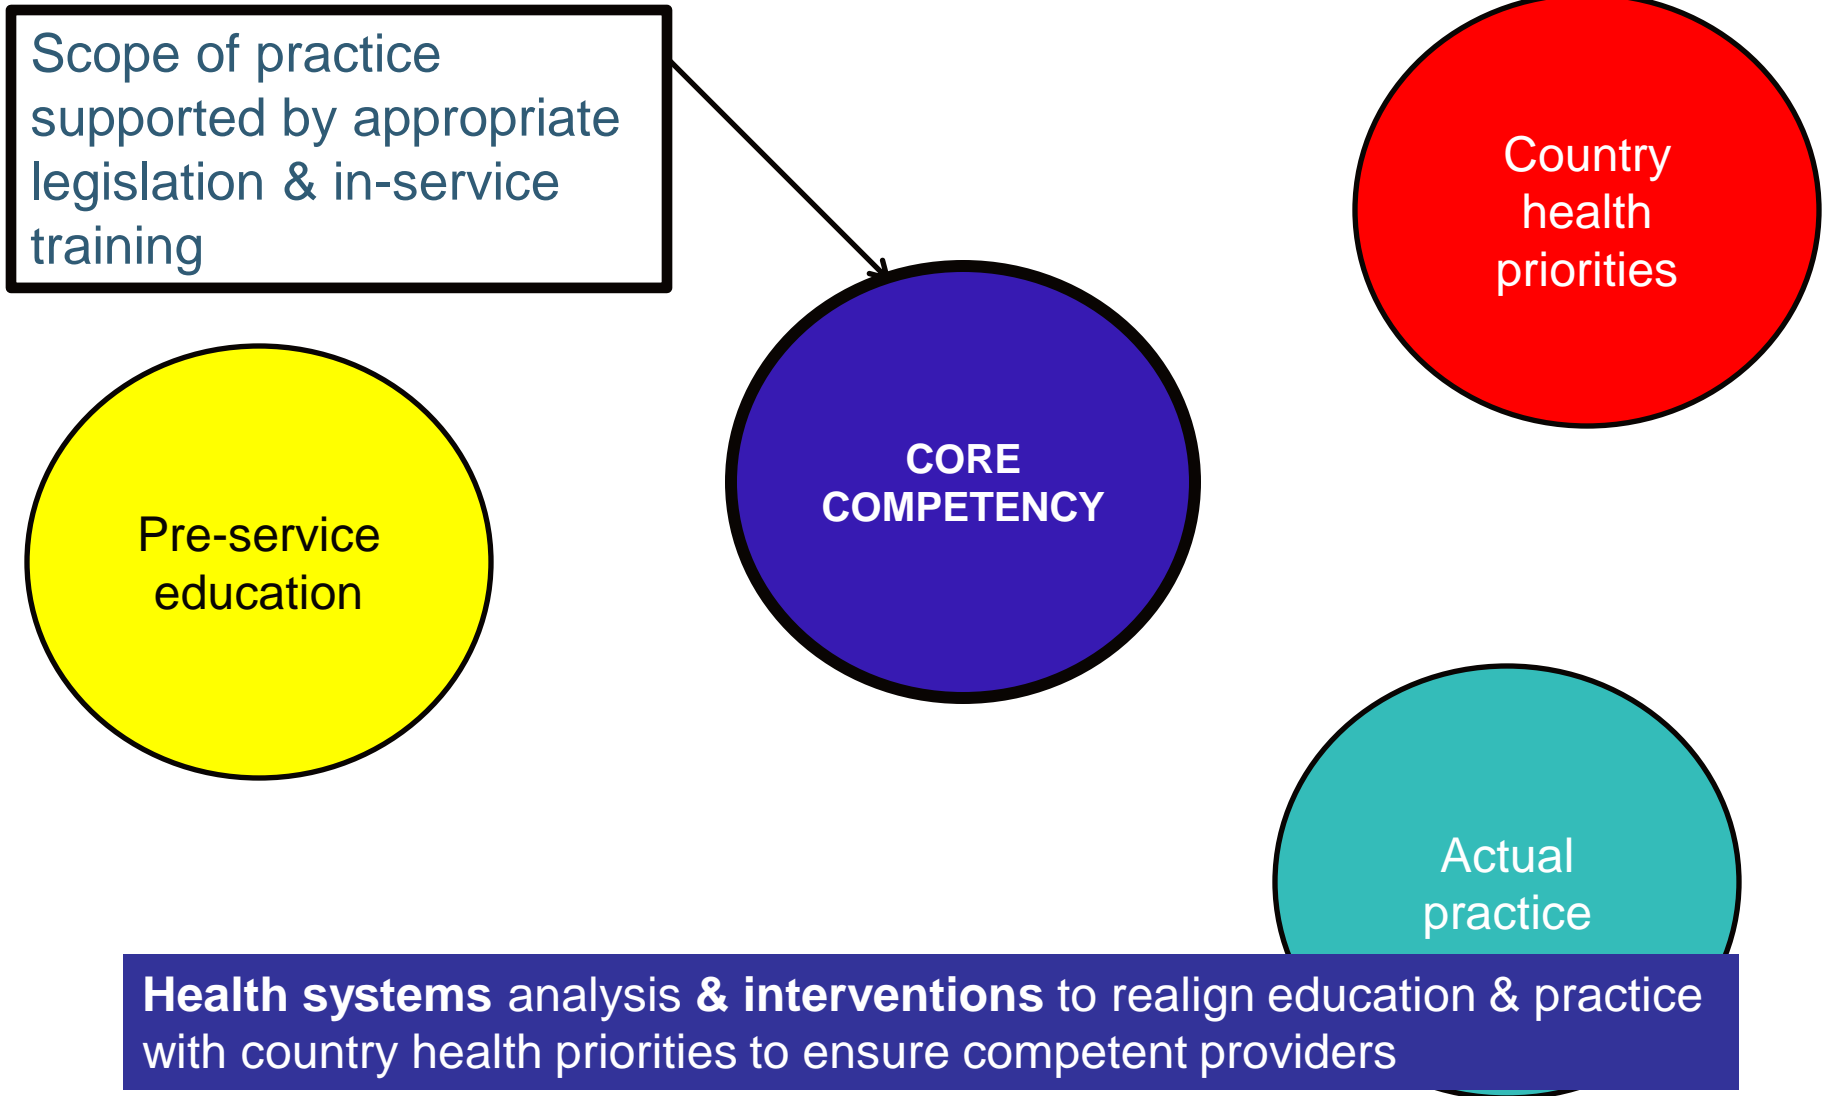 Scope of practice
supported by appropriate
legislation & in-service
training
Country
health
priorities
CORE
COMPETENCY
Pre-service
education
Actual
practice
Health systems analysis & interventions to realign education & practice
with country health priorities to ensure competent providers